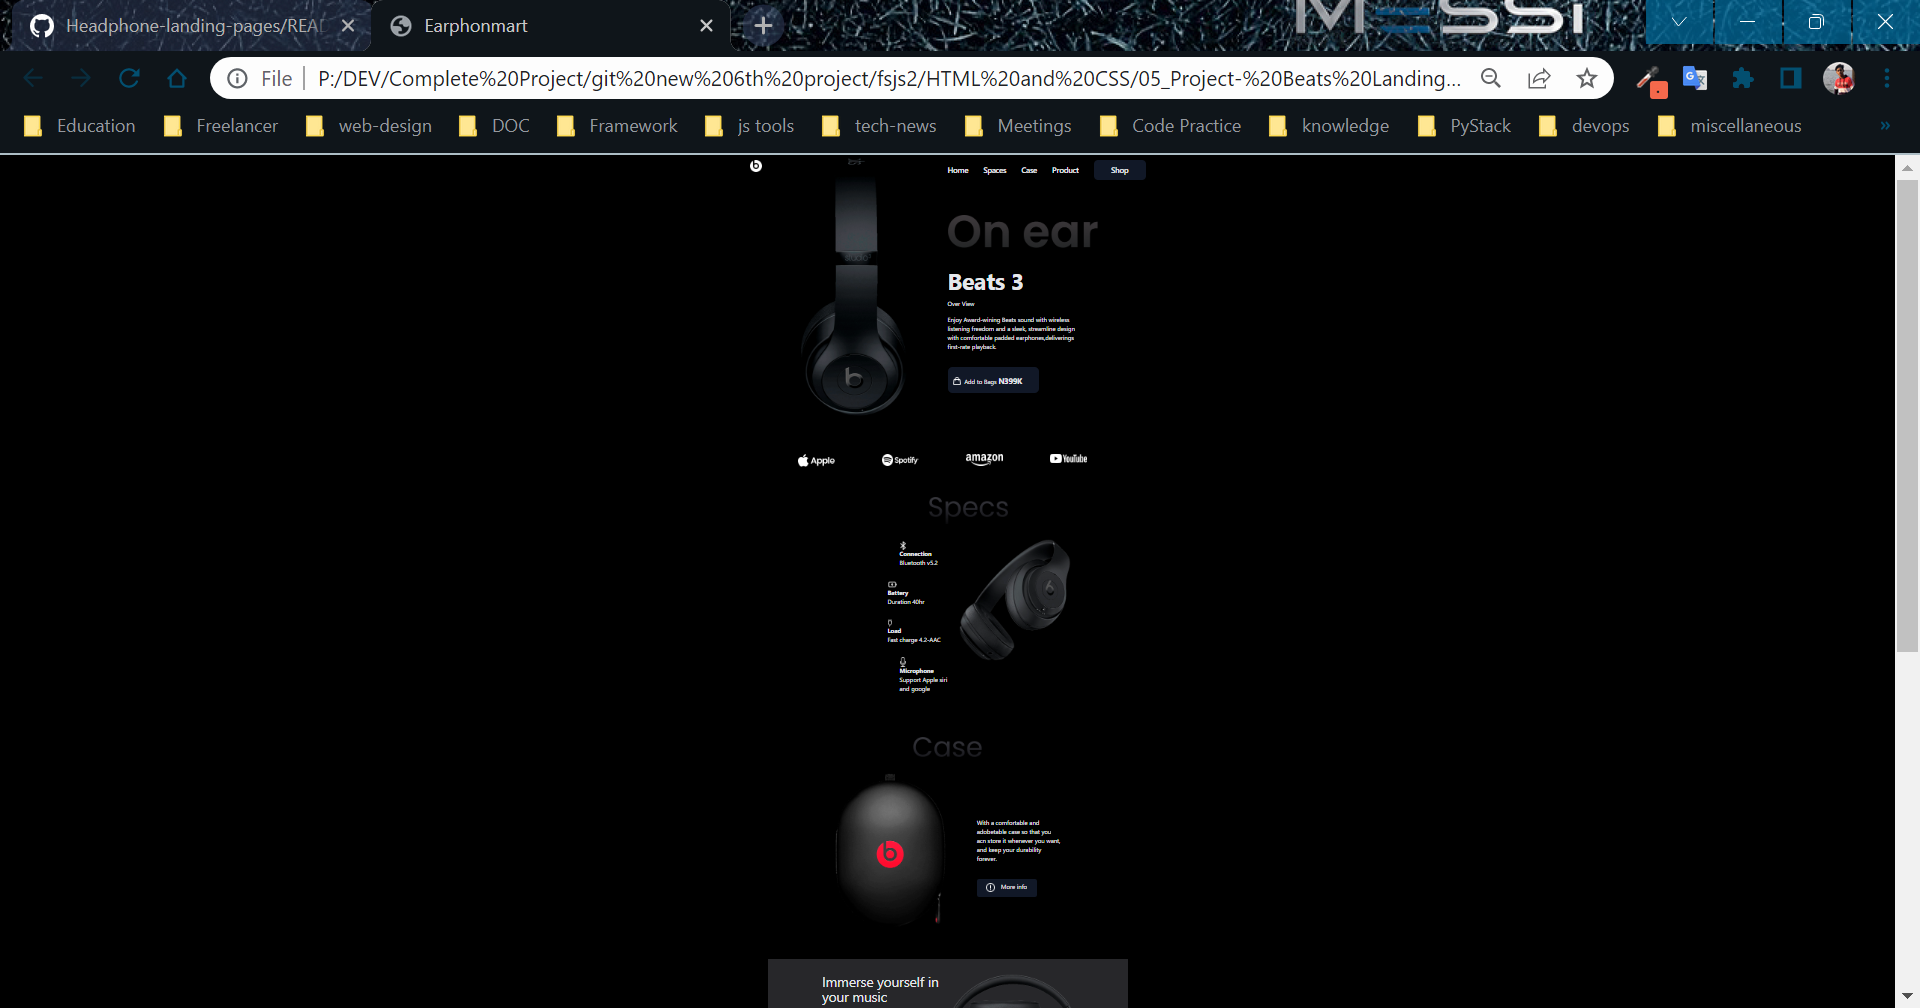 MESSi
Headphone-landing-pages/READ
Earphonmart
File
P:/DEV/Complete%20Project/git%20new%206th%20project/fsjs2/HTML%20and%20CSS/05_Project-%20Beats%20Landing...
Education
Freelancer
web-design
DOC
Framework
js tools
tech-news
Meetings
Code Practice
knowledge
PyStack
devops
miscellaneous
»
Home
Spaces
Case
Product
Shop
On ear
Beats 3
Over View
Enjoy Award-wining Beats sound with wireless
listening freedom and a sleek, streamline design
with comfortable padded earphones,deliverings
first-rate playback.
Add to Bags N399K
Apple
Spotify
amazon
YouTube
Specs
Connection
Bluetooth v5.2
Battery
Duration 40hr
Load
Fast charge 4.2-AAC
Microphone
Support Apple siri
and google
Case
With a comfortable and
adobetable case so that you
acn store it whenever you want,
and keep your durability
forever.
More info
Immerse yourself in
your music